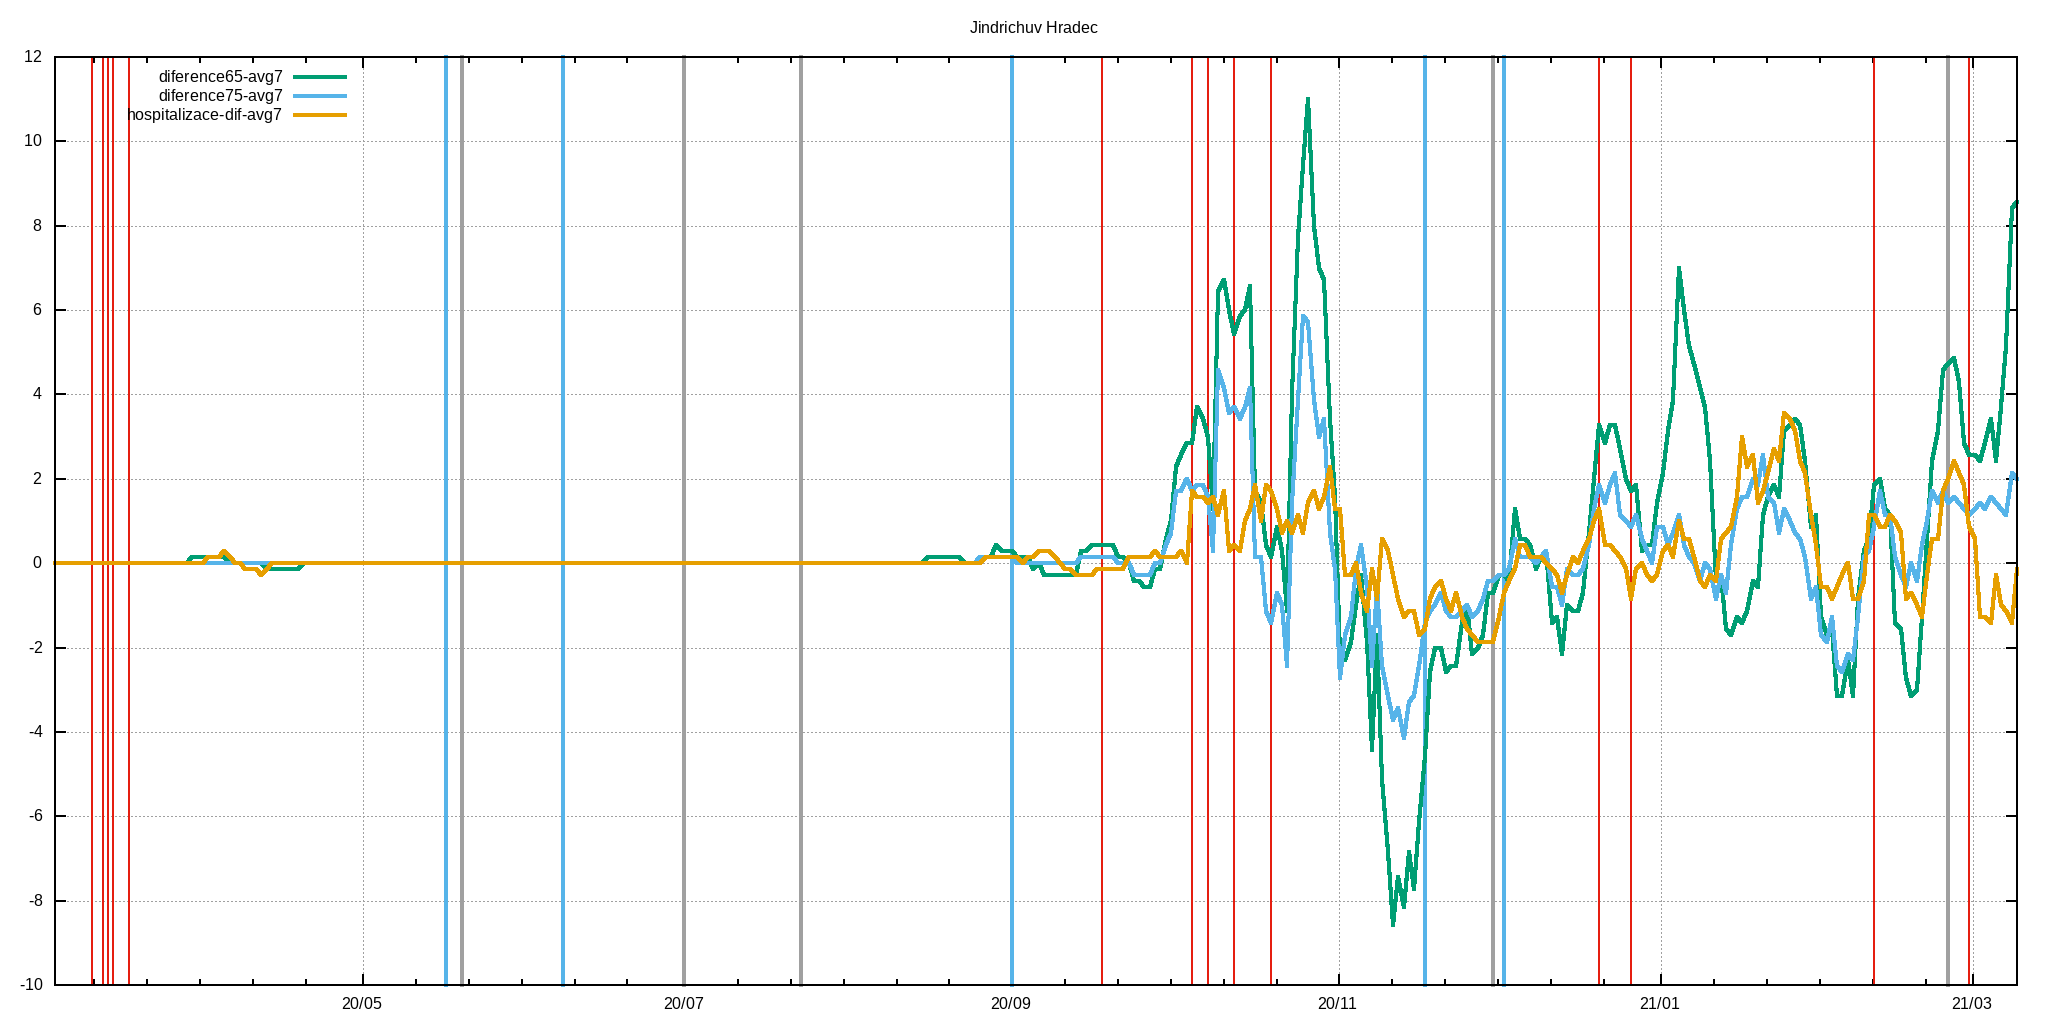 Jindrichuv Hradec
12
10
8
6
4
2
0
-2
-4
-6
-8
-10
diference65-avg7
diference75-avg7
hospitalizace-dif-avg7
20/05 20/07 20/09 20/11 21/01 21/03